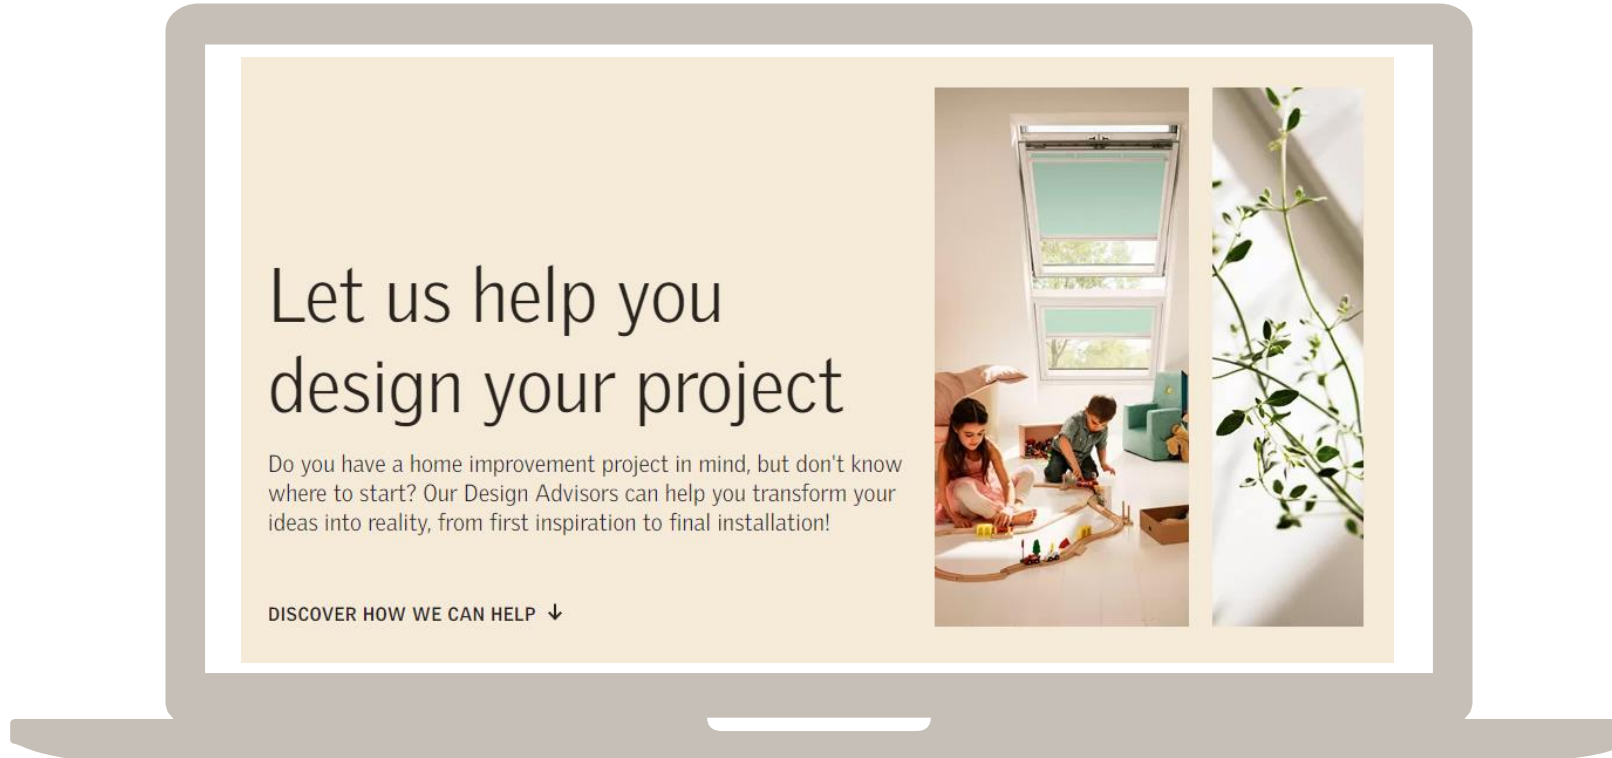 Let us help you
design your project
Do you have a home improvement project in mind, but don't know
where to start? Our Design Advisors can help you transform your
ideas into reality, from first inspiration to final installation!
DISCOVER HOW WE CAN HELP ↓